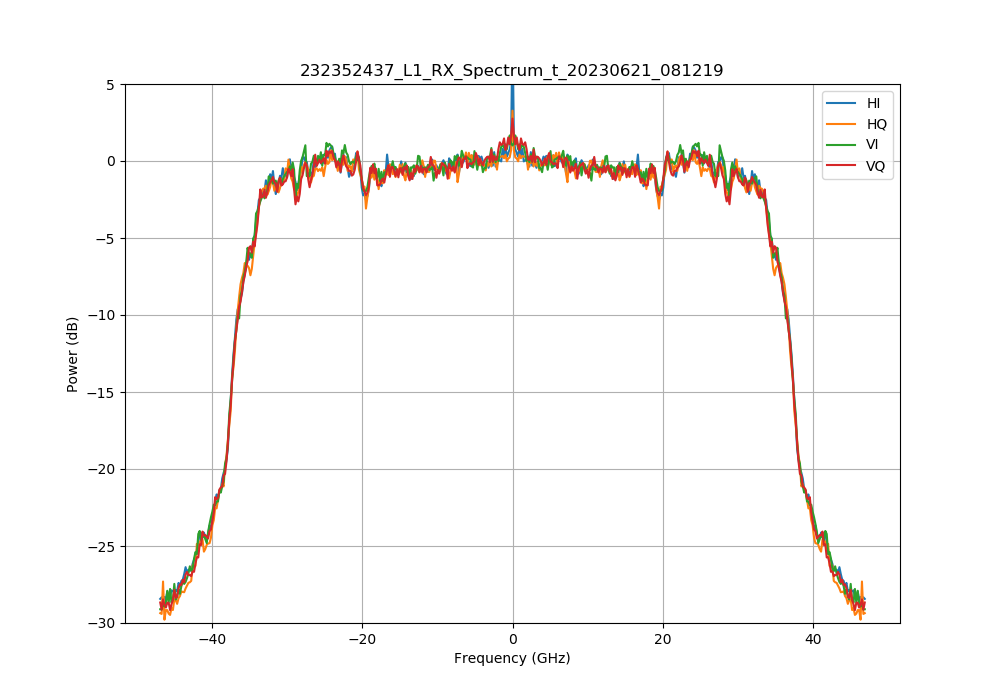 232352437_L1_RX_Spectrum_t_20230621_081219
5
0
−5
−10
−15
−20
−25
−30
Power (dB)
−40
−20
0
20
40
Frequency (GHz)
HI
HQ
VI
VQ